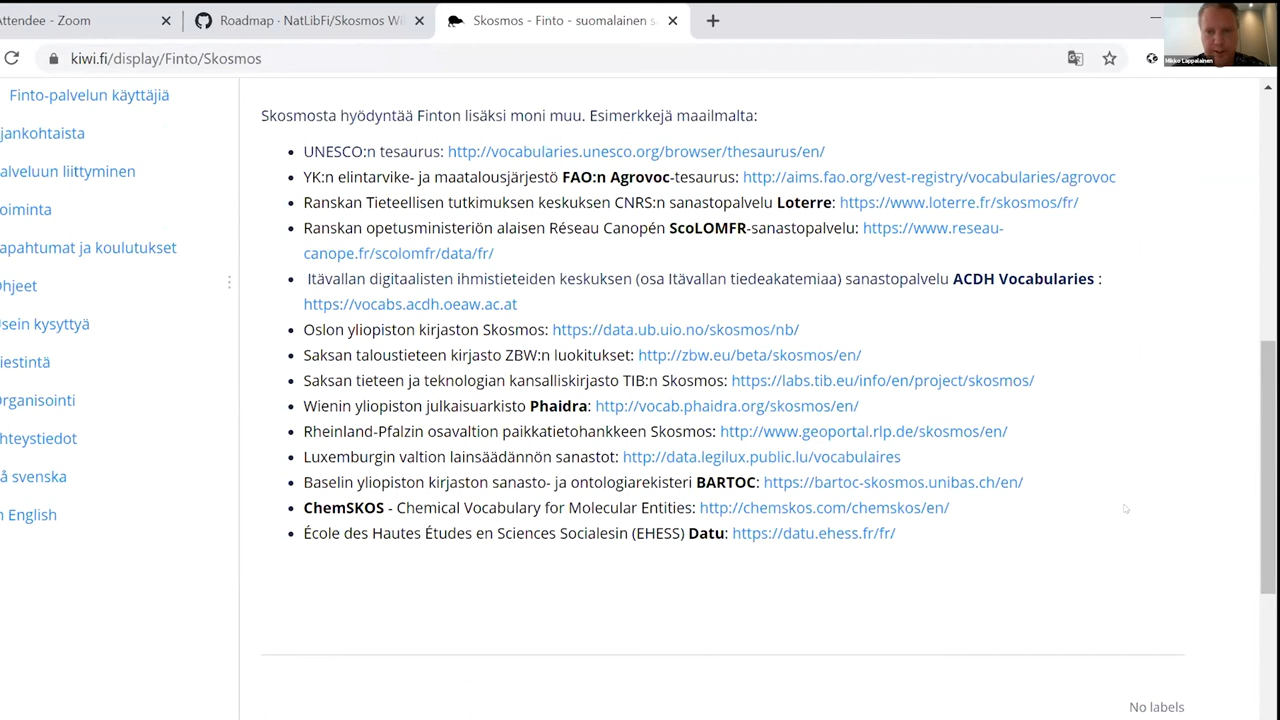 Attendee - Zoom
Roadmap · NatLibFi/Skosmos Wi
Skosmos - Finto - suomalainen s
kiwi.fi/display/Finto/Skosmos
Mikko Lappalainen
Finto-palvelun käyttäjiä
jankohtaista
alveluun liittyminen
oiminta
apahtumat ja koulutukset
Ohjeet
sein kysyttyä
iestintä
Organisointi
hteystiedot
å svenska
n English
Skosmosta hyödyntää Finton lisäksi moni muu. Esimerkkejä maailmalta:
UNESCO:n tesaurus: http://vocabularies.unesco.org/browser/thesaurus/en/
YK:n elintarvike- ja maatalousjärjestö FAO:n Agrovoc-tesaurus: http://aims.fao.org/vest-registry/vocabularies/agrovoc
Ranskan Tieteellisen tutkimuksen keskuksen CNRS:n sanastopalvelu Loterre: https://www.loterre.fr/skosmos/fr/
Ranskan opetusministeriön alaisen Réseau Canopén ScoLOMFR-sanastopalvelu: https://www.reseau-
canope.fr/scolomfr/data/fr/
Itävallan digitaalisten ihmistieteiden keskuksen (osa Itävallan tiedeakatemiaa) sanastopalvelu ACDH Vocabularies :
https://vocabs.acdh.oeaw.ac.at
Oslon yliopiston kirjaston Skosmos: https://data.ub.uio.no/skosmos/nb/
Saksan taloustieteen kirjasto ZBW:n luokitukset: http://zbw.eu/beta/skosmos/en/
Saksan tieteen ja teknologian kansalliskirjasto TIB:n Skosmos: https://labs.tib.eu/info/en/project/skosmos/
Wienin yliopiston julkaisuarkisto Phaidra: http://vocab.phaidra.org/skosmos/en/
Rheinland-Pfalzin osavaltion paikkatietohankkeen Skosmos: http://www.geoportal.rlp.de/skosmos/en/
Luxemburgin valtion lainsäädännön sanastot: http://data.legilux.public.lu/vocabulaires
Baselin yliopiston kirjaston sanasto- ja ontologiarekisteri BARTOC: https://bartoc-skosmos.unibas.ch/en/
ChemSKOS - Chemical Vocabulary for Molecular Entities: http://chemskos.com/chemskos/en/
École des Hautes Études en Sciences Socialesin (EHESS) Datu: https://datu.ehess.fr/fr/
No labels